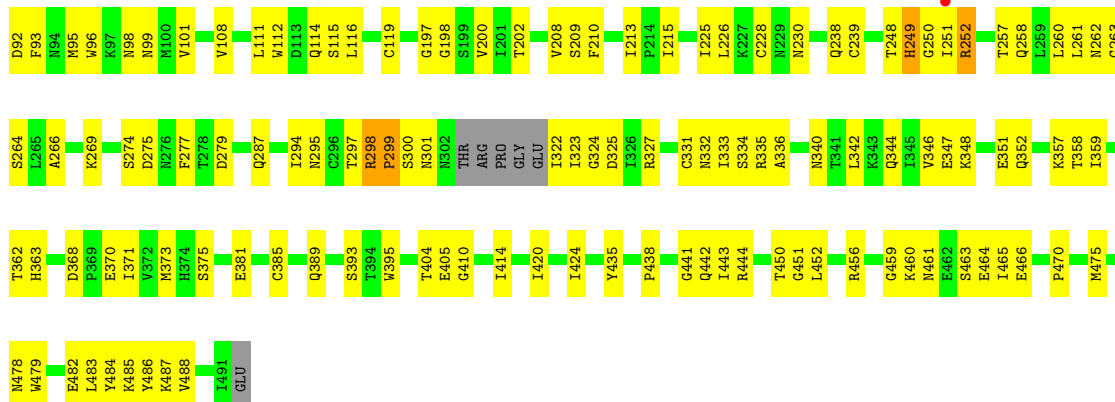 D92 F93 N94 M95 W96 K97 N98 N99 M100 V101 V108 L111 W112 D113 Q114 S115 L116 C119 G197 G198 S199 V200 I201 T202 V208 S209 F210 I213 P214 I215 I225 L226 K227 C228 N229 N230 Q238 C239 T248 H249 G250 I251 R252 T257 Q258 L259 L260 L261 N262 G263
S264 L265 A266 K269 S274 D275 N276 F277 T278 D279 Q287 I294 N295 C296 T297 R298 P299 S300 N301 N302 THR ARG PRO GLY GLU I322 I323 G324 D325 I326 R327 C331 N332 I333 S334 R335 A336 N340 T341 L342 K343 Q344 I345 V346 E347 K348 E351 Q352 K357 T358 I359
T362 H363 D368 P369 E370 I371 V372 M373 H374 S375 E381 C385 Q389 S393 T394 W395 T404 E405 G410 I414 I420 I424 Y435 P438 G441 Q442 I443 R444 T450 G451 L452 R456 G459 K460 N461 E462 S463 E464 I465 E466 P470 M475
N478 W479 E482 L483 Y484 K485 Y486 K487 V488 I491 GLU